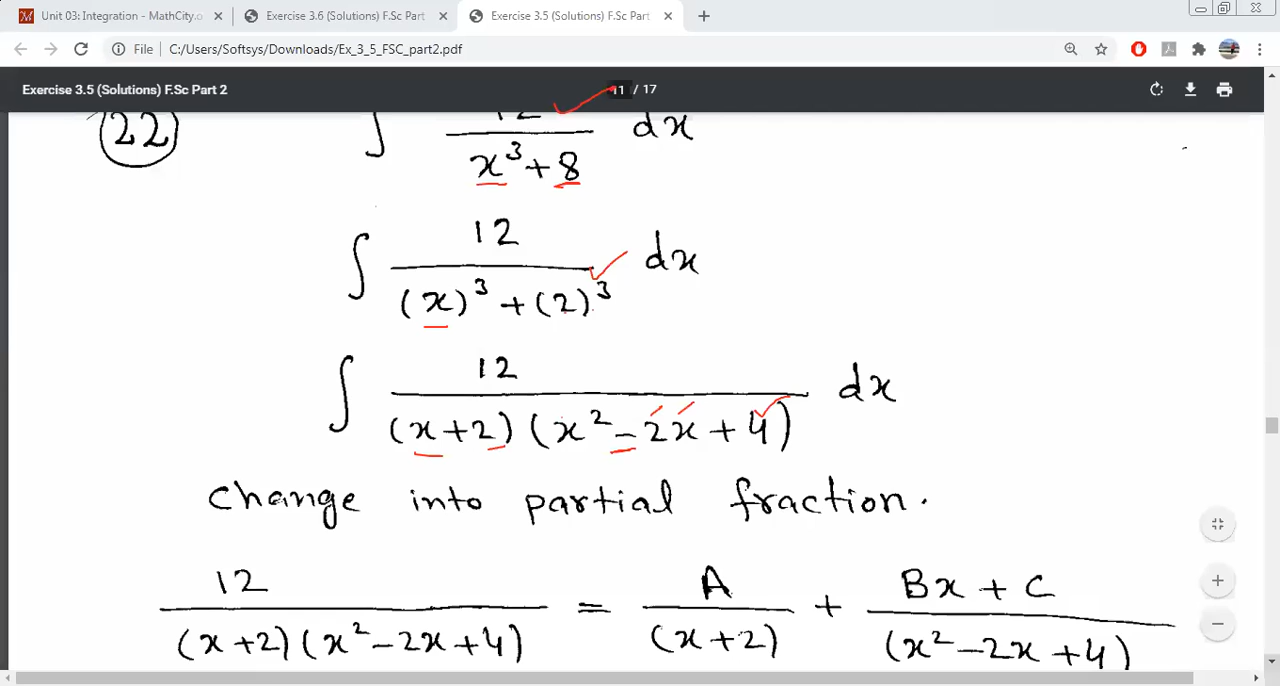 Unit 03: Integration - MathCity.o
Exercise 3.6 (Solutions) F.Sc Part
Exercise 3.5 (Solutions) F.Sc Part
File | C:/Users/Softsys/Downloads/Ex_3_5_FSC_part2.pdf
Exercise 3.5 (Solutions) F.Sc Part 2
11 / 17
(22) ∫ 12/(x³ + 8) dx
∫ 12/((x)³ + (2)³) dx
∫ 12/((x+2)(x² - 2x + 4)) dx
Change into partial fraction.
12/((x+2)(x² - 2x + 4)) = A/(x+2) + (Bx + C)/(x² - 2x + 4)